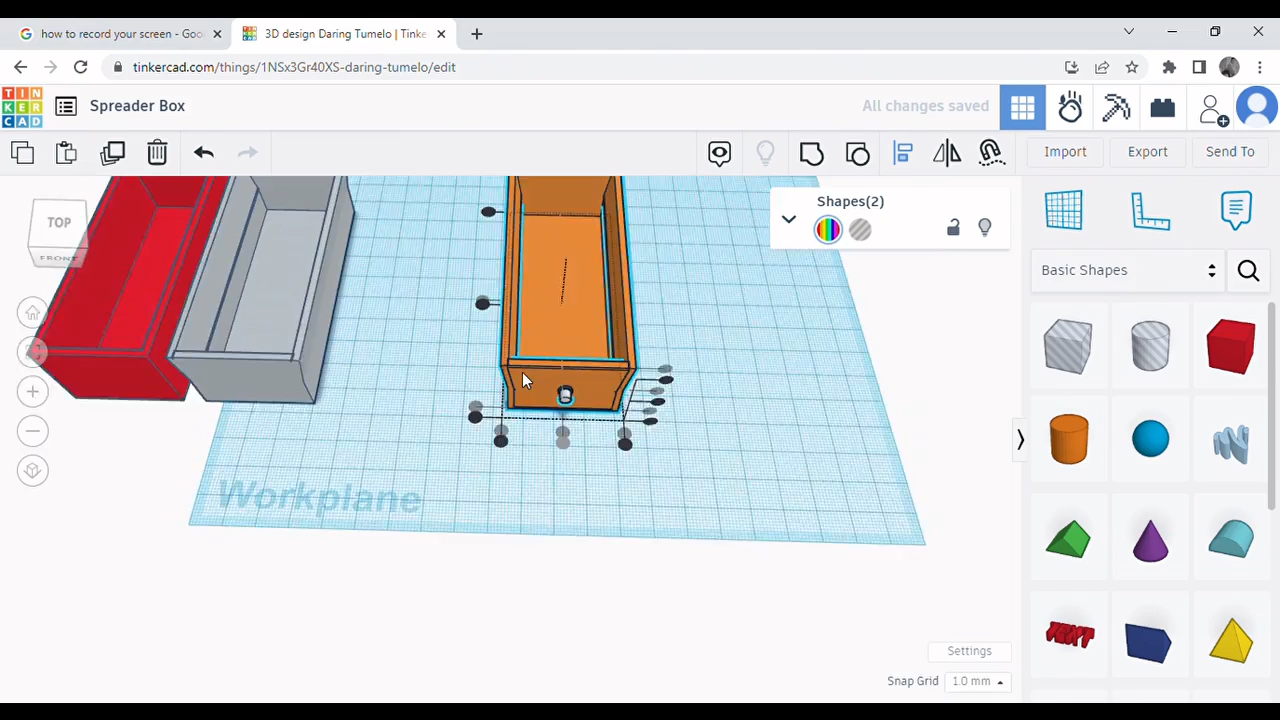 how to record your screen - Goo
3D design Daring Tumelo | Tinke
tinkercad.com/things/1NSx3Gr40XS-daring-tumelo/edit
TIN
KER
CAD
Spreader Box
All changes saved
Import
Export
Send To
Shapes(2)
TOP
FRONT
Basic Shapes
Workplane
TEXT
Settings
Snap Grid
1.0 mm